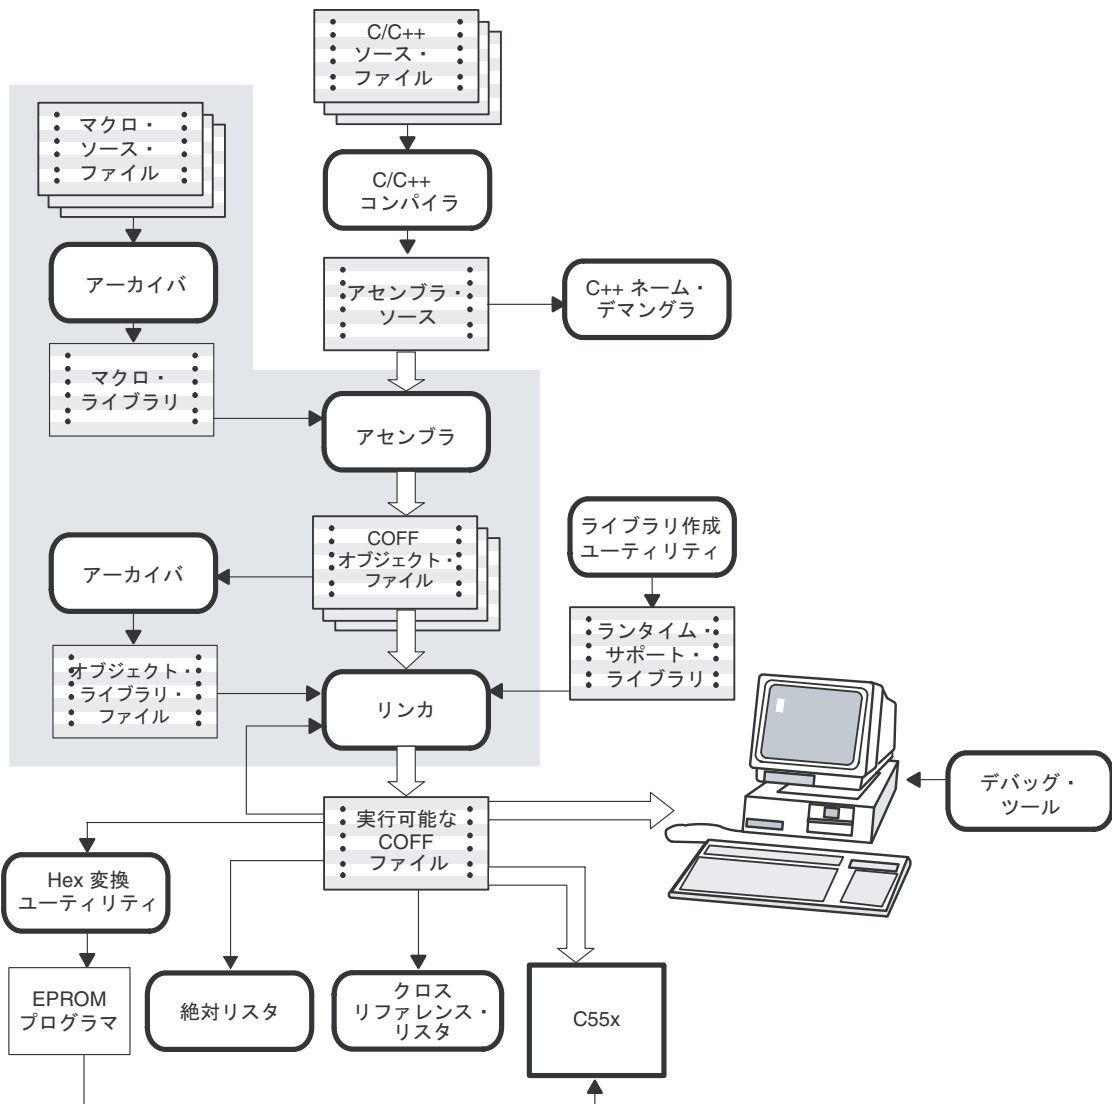 C/C++
ソース・
ファイル
マクロ・
ソース・
ファイル
C/C++
コンパイラ
アーカイバ
アセンブラ・
ソース
C++ ネーム・
デマングラ
マクロ・
ライブラリ
アセンブラ
COFF
オブジェクト・
ファイル
ライブラリ作成
ユーティリティ
アーカイバ
ランタイム・
サポート・
ライブラリ
オブジェクト・
ライブラリ・
ファイル
リンカ
デバッグ・
ツール
実行可能な
COFF
ファイル
Hex 変換
ユーティリティ
EPROM
プログラマ
絶対リスタ
クロス
リファレンス・
リスタ
C55x